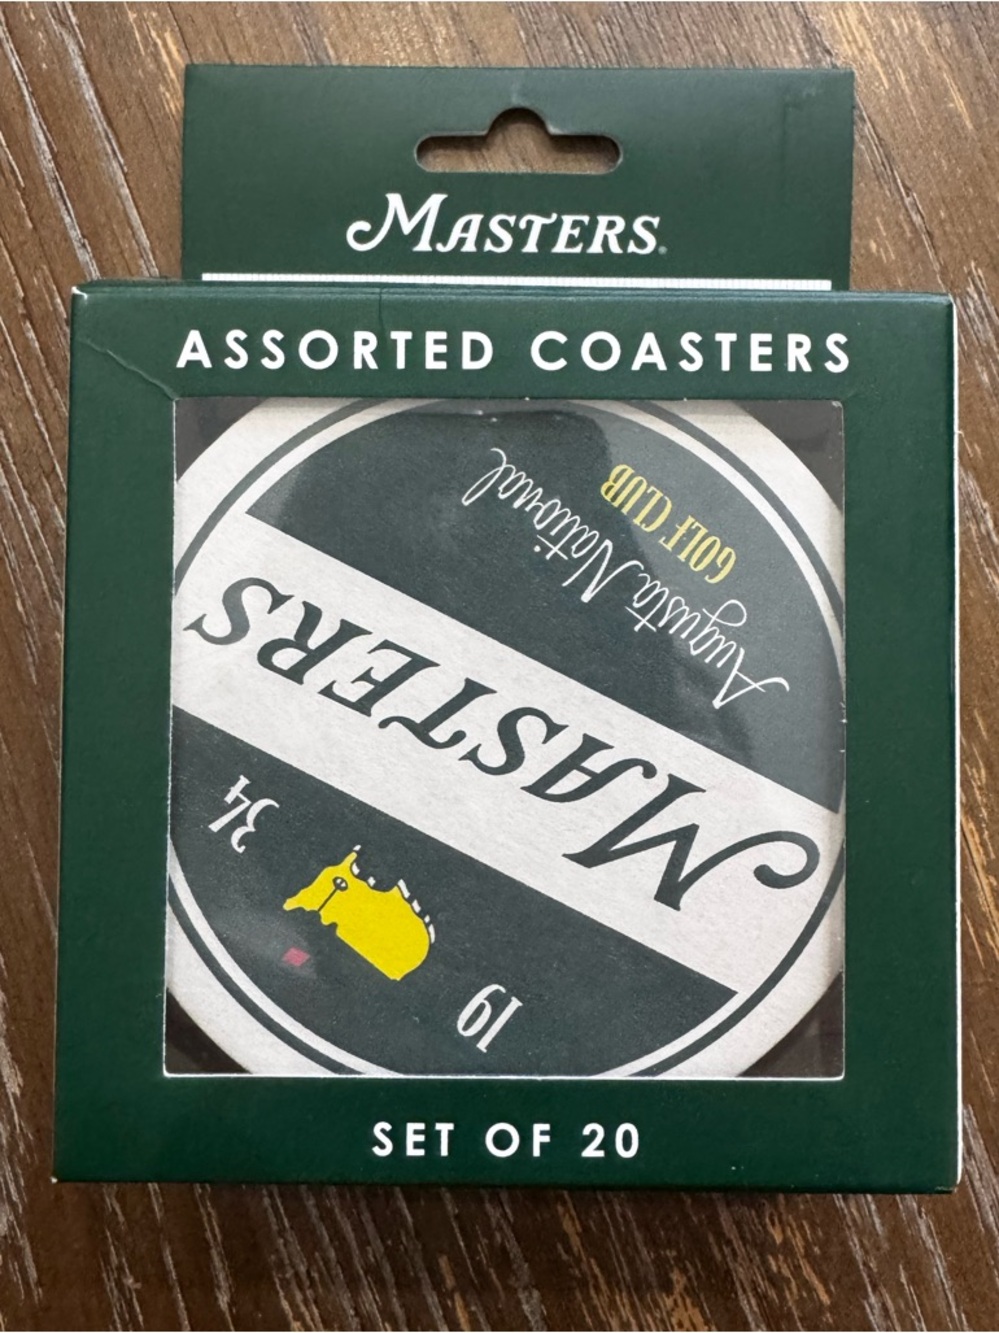 MASTERS
ASSORTED COASTERS
Augusta National
GOLF CLUB
MASTERS
19 34
SET OF 20